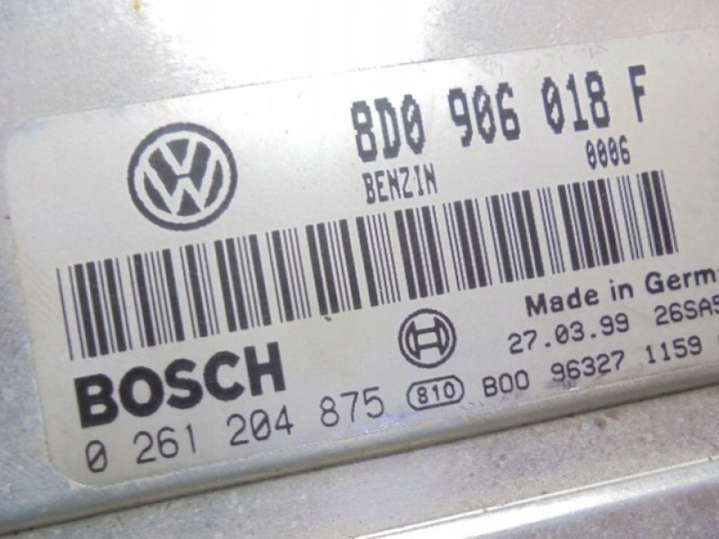 8D0 906 018 F
BENZIN 0006
Made in Germ
27.03.99 26SA5
BOSCH
0 261 204 875 810 B00 96327 1159